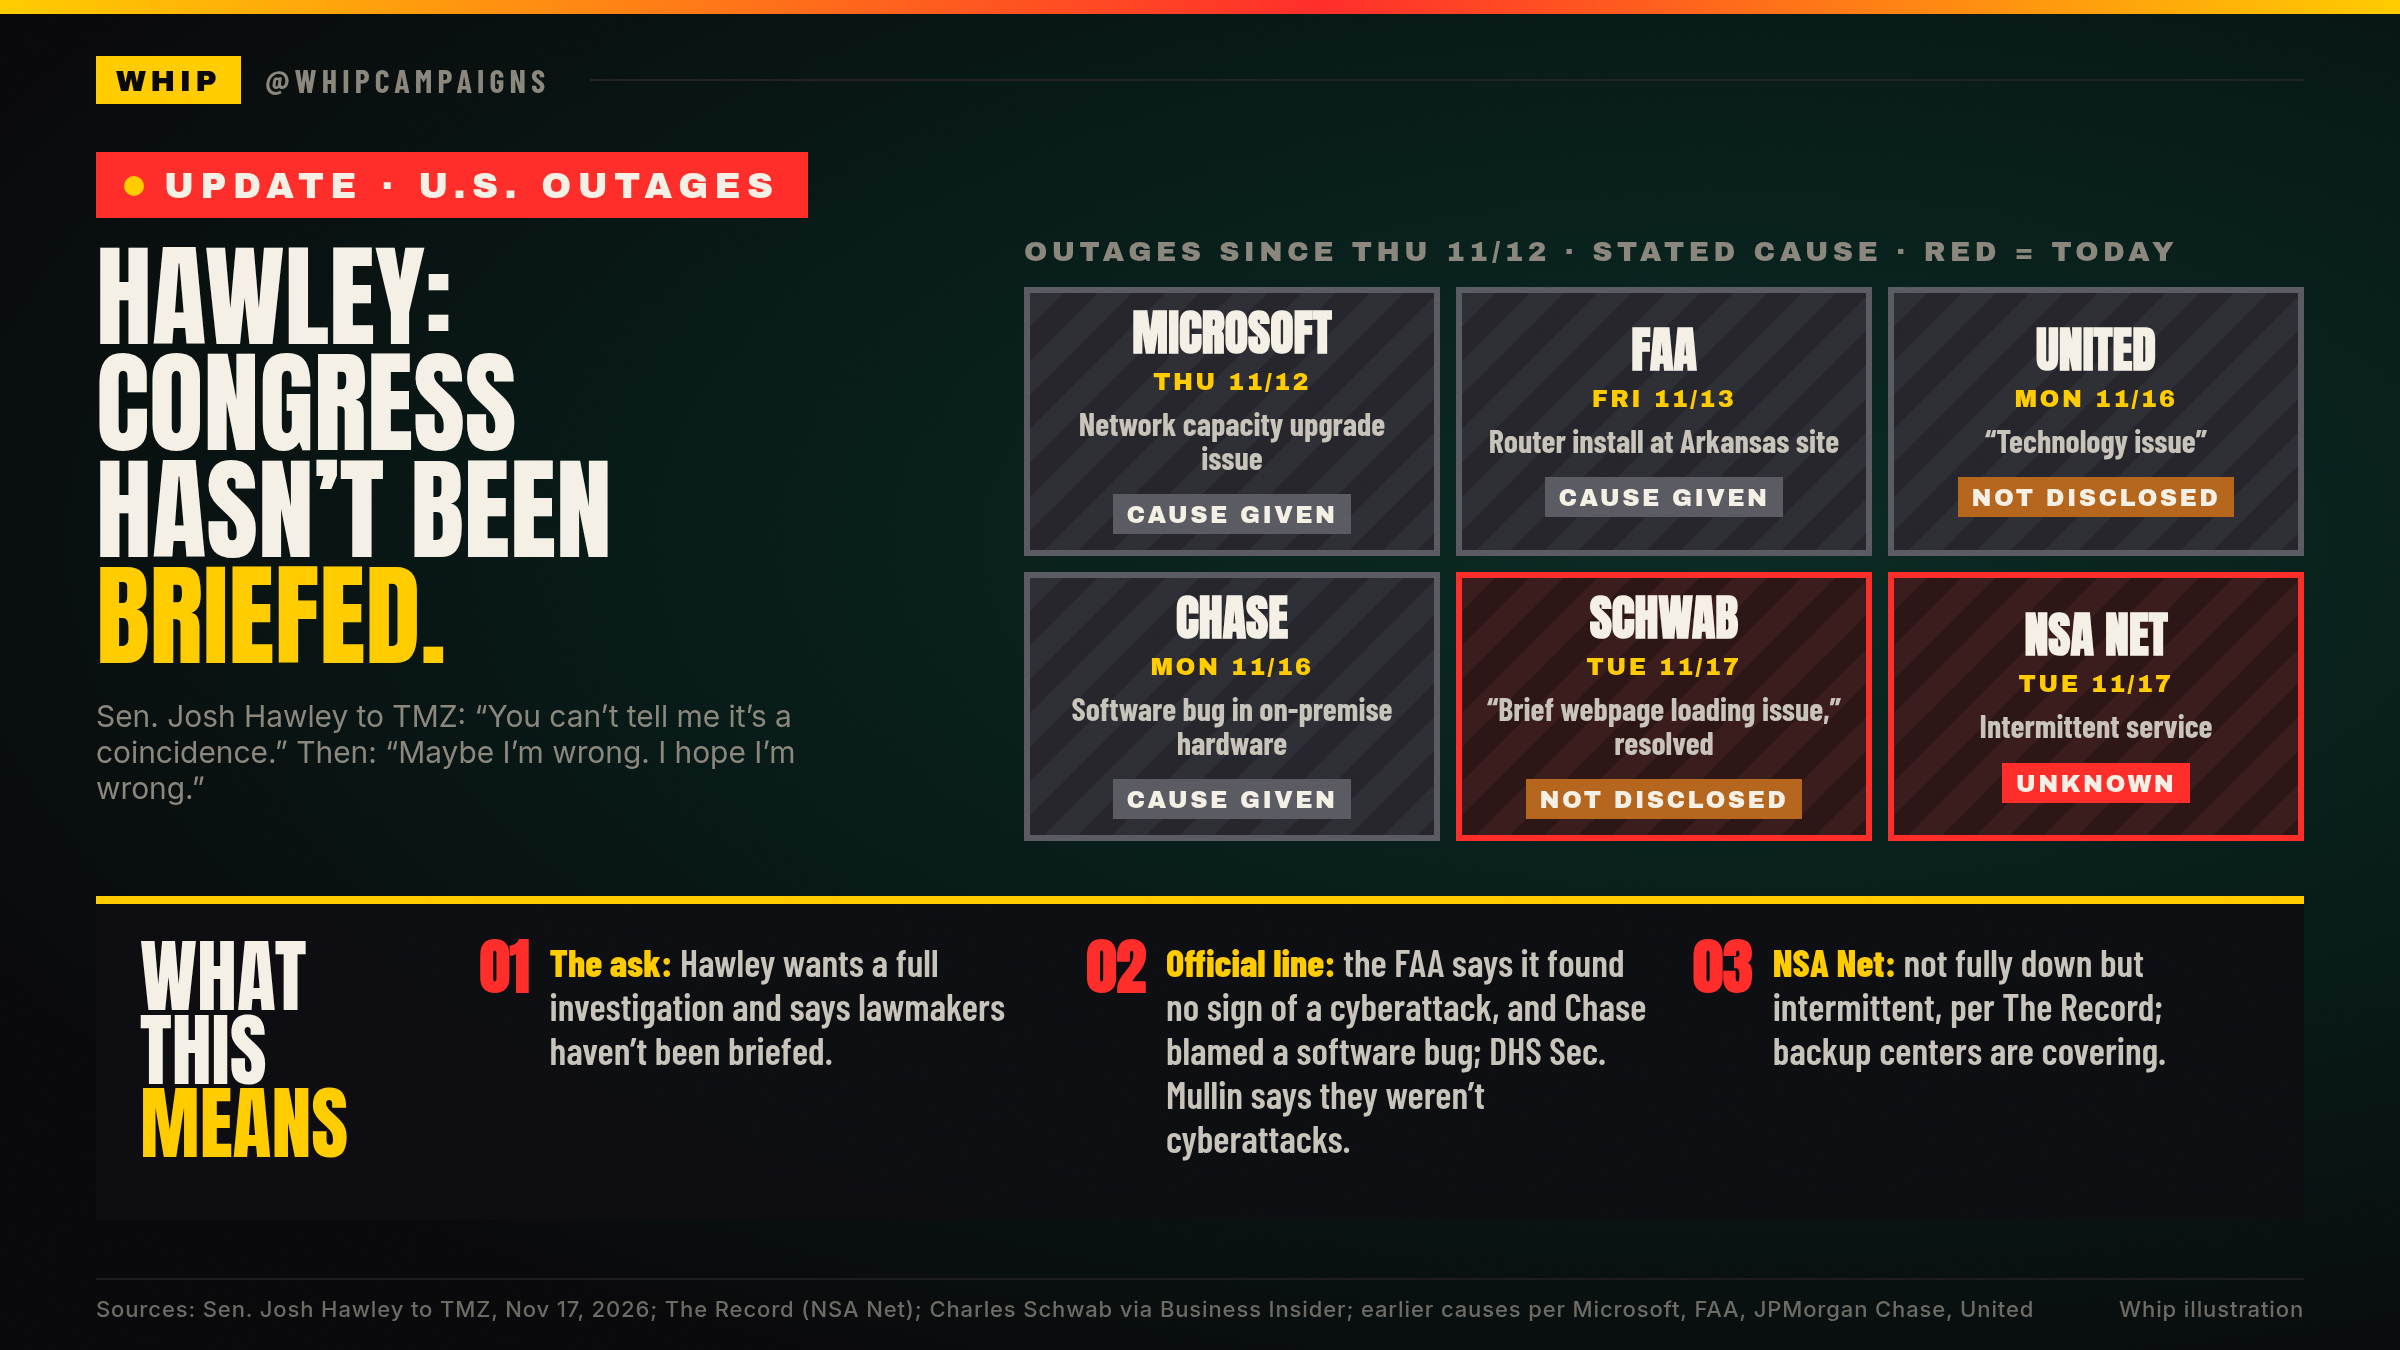 WHIP @WHIPCAMPAIGNS
UPDATE · U.S. OUTAGES
HAWLEY:
CONGRESS
HASN’T BEEN
BRIEFED.
Sen. Josh Hawley to TMZ: “You can’t tell me it’s a
coincidence.” Then: “Maybe I’m wrong. I hope I’m
wrong.”
OUTAGES SINCE THU 11/12 · STATED CAUSE · RED = TODAY
MICROSOFT
THU 11/12
Network capacity upgrade
issue
CAUSE GIVEN
FAA
FRI 11/13
Router install at Arkansas site
CAUSE GIVEN
UNITED
MON 11/16
“Technology issue”
NOT DISCLOSED
CHASE
MON 11/16
Software bug in on-premise
hardware
CAUSE GIVEN
SCHWAB
TUE 11/17
“Brief webpage loading issue,”
resolved
NOT DISCLOSED
NSA NET
TUE 11/17
Intermittent service
UNKNOWN
WHAT
THIS
MEANS
01 The ask: Hawley wants a full
investigation and says lawmakers
haven’t been briefed.
02 Official line: the FAA says it found
no sign of a cyberattack, and Chase
blamed a software bug; DHS Sec.
Mullin says they weren’t
cyberattacks.
03 NSA Net: not fully down but
intermittent, per The Record;
backup centers are covering.
Sources: Sen. Josh Hawley to TMZ, Nov 17, 2026; The Record (NSA Net); Charles Schwab via Business Insider; earlier causes per Microsoft, FAA, JPMorgan Chase, United
Whip illustration